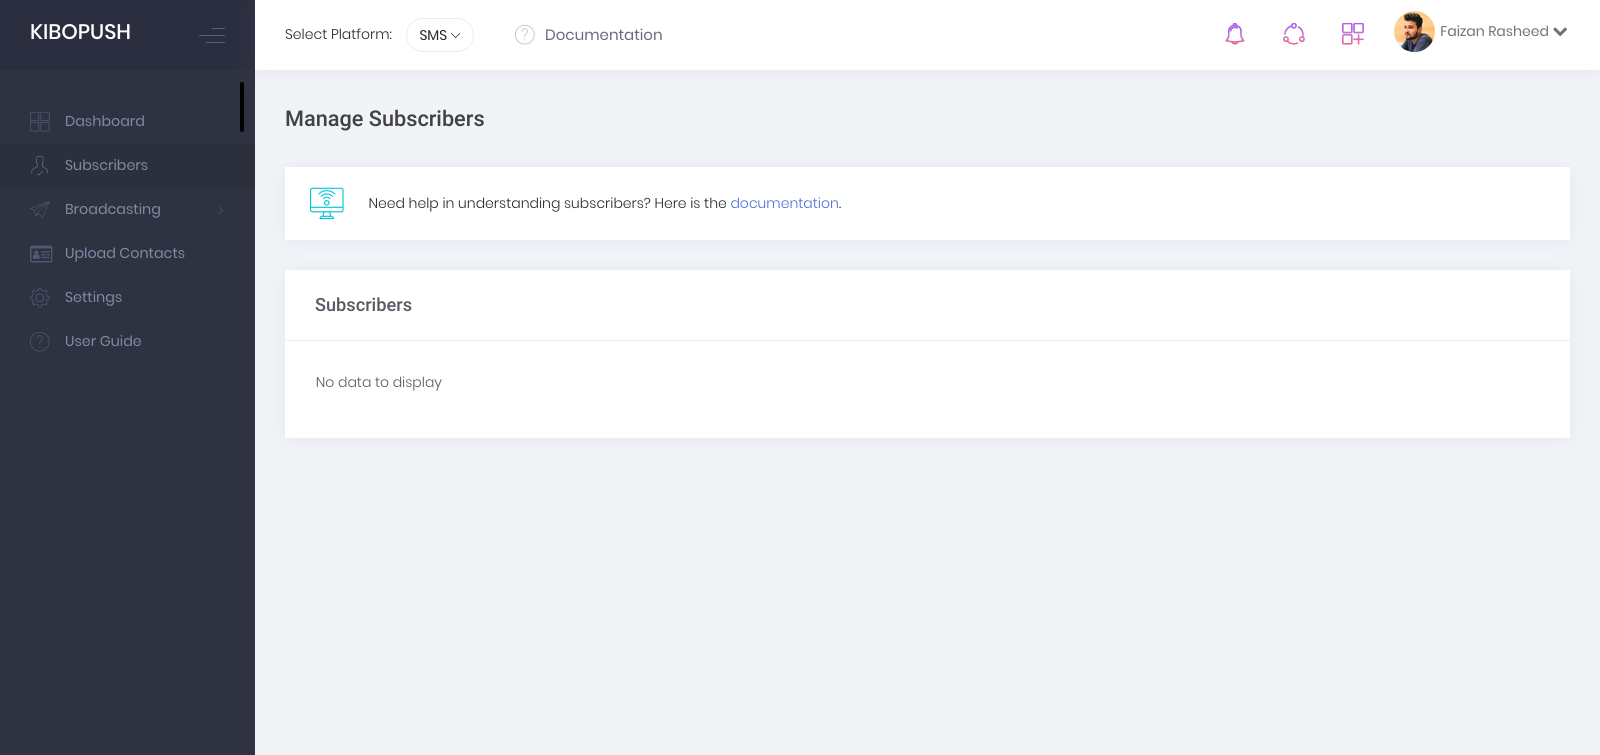 KIBOPUSH
Select Platform: SMS
Documentation
Faizan Rasheed
Dashboard
Subscribers
Broadcasting
Upload Contacts
Settings
User Guide
Manage Subscribers
Need help in understanding subscribers? Here is the documentation.
Subscribers
No data to display